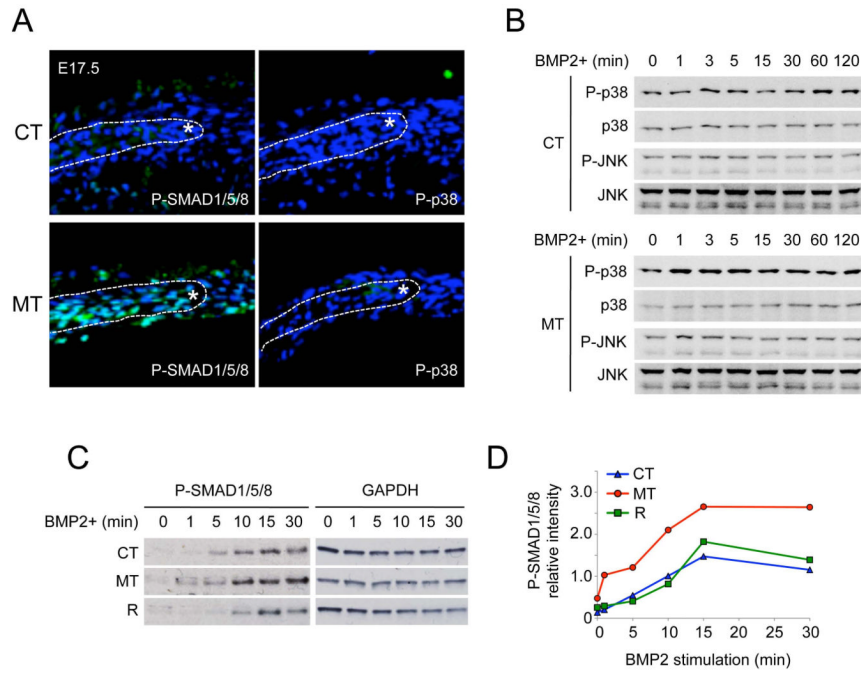 A
E17.5
CT
*
P-SMAD1/5/8
*
P-p38
MT
*
P-SMAD1/5/8
*
P-p38
B
BMP2+ (min) 0 1 3 5 15 30 60 120
CT
P-p38
p38
P-JNK
JNK
BMP2+ (min) 0 1 3 5 15 30 60 120
MT
P-p38
p38
P-JNK
JNK
C
P-SMAD1/5/8 GAPDH
BMP2+ (min) 0 1 5 10 15 30 0 1 5 10 15 30
CT
MT
R
D
CT
MT
R
P-SMAD1/5/8
relative intensity
3.0
2.0
1.0
0
0 5 10 15 20 25 30
BMP2 stimulation (min)